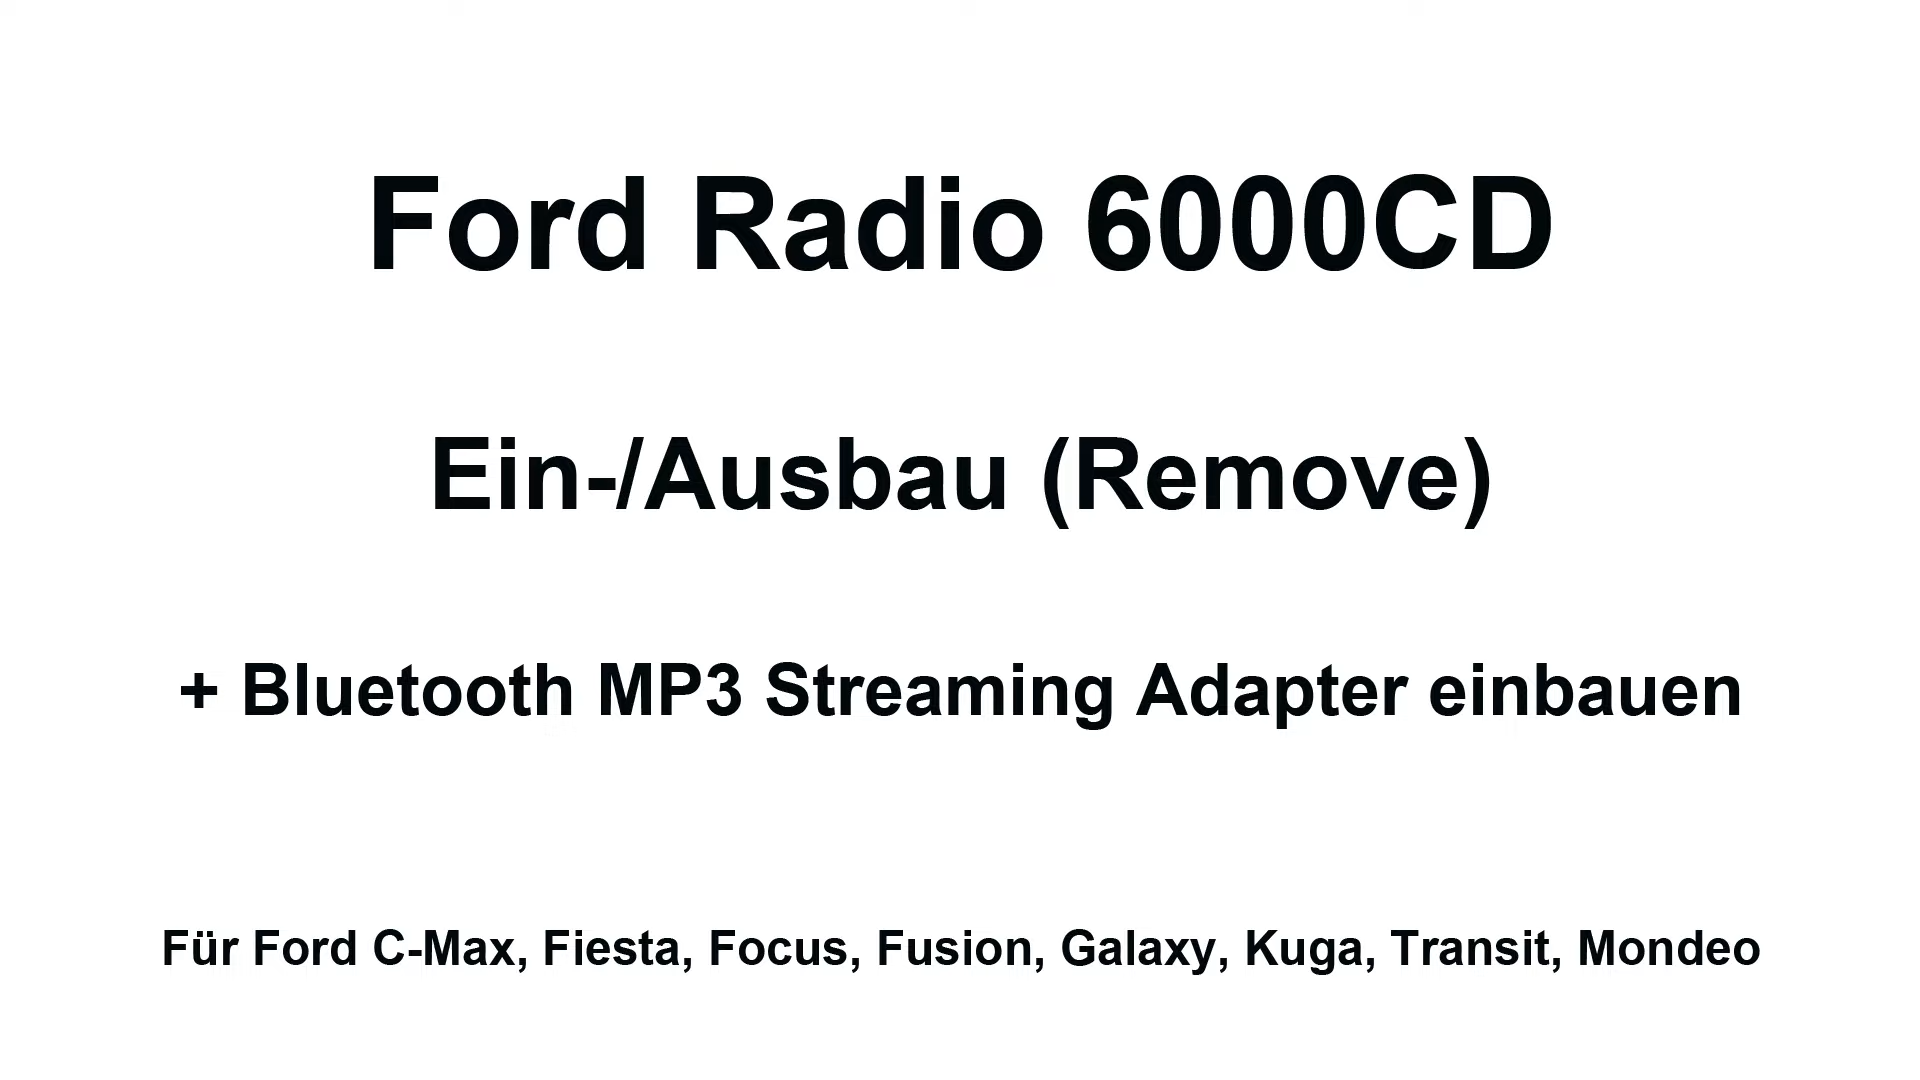 Ford Radio 6000CD
Ein-/Ausbau (Remove)
+ Bluetooth MP3 Streaming Adapter einbauen
Für Ford C-Max, Fiesta, Focus, Fusion, Galaxy, Kuga, Transit, Mondeo